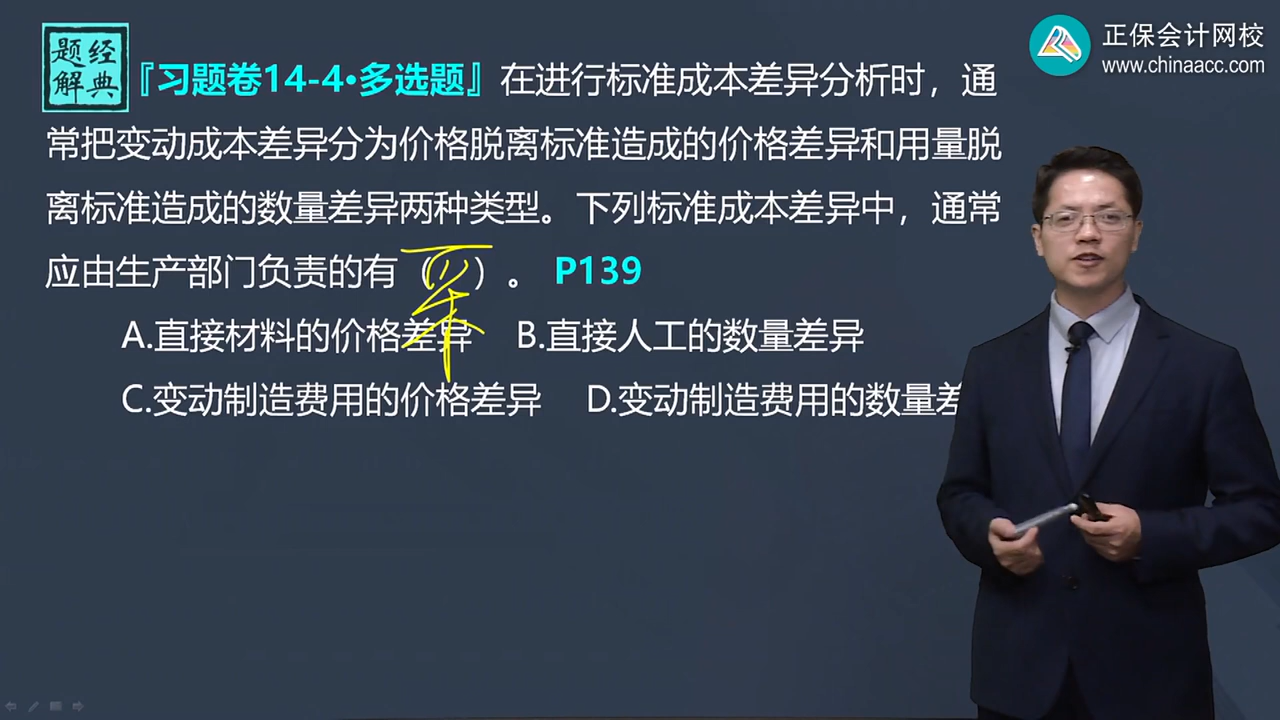 正保会计网校
www.chinaacc.com
经典
题解
『习题卷14-4•多选题』在进行标准成本差异分析时，通
常把变动成本差异分为价格脱离标准造成的价格差异和用量脱
离标准造成的数量差异两种类型。下列标准成本差异中，通常
应由生产部门负责的有（ ）。 P139
采
A.直接材料的价格差异 B.直接人工的数量差异
C.变动制造费用的价格差异 D.变动制造费用的数量差